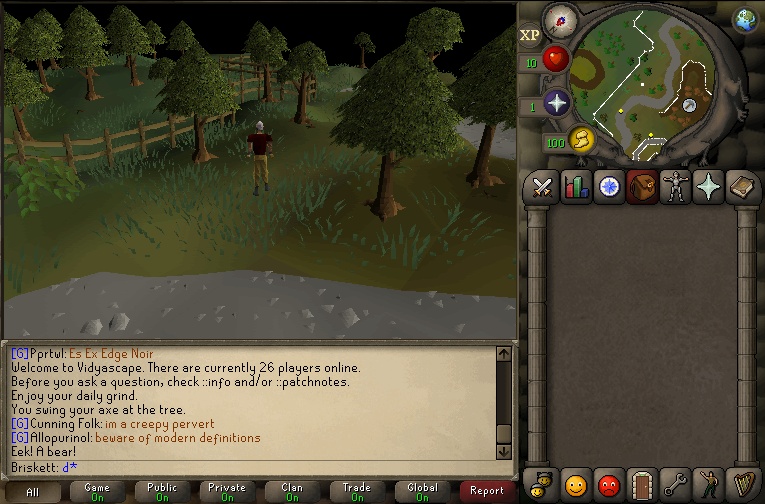 XP
10
1
100
[G]Pprtwl: Es Ex Edge Noir
Welcome to Vidyascape. There are currently 26 players online.
Before you ask a question, check ::info and/or ::patchnotes.
Enjoy your daily grind.
You swing your axe at the tree.
[G]Cunning Folk: im a creepy pervert
[G]Allopurinol: beware of modern definitions
Eek! A bear!
Briskett: d*
All
Game On
Public On
Private On
Clan On
Trade On
Global On
Report